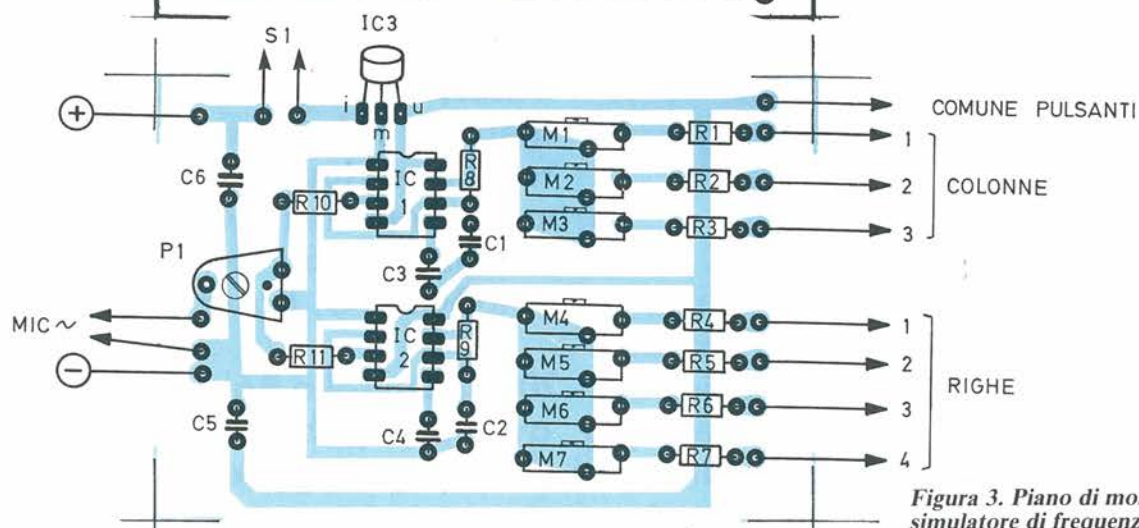 S1
IC3
i
m
u
+
COMUNE PULSANTI
M1
R1
1
C6
IC
1
R
8
M2
R2
2
COLONNE
R10
M3
R3
3
P1
C1
C3
MIC ~
M4
R4
1
IC
2
R
9
R11
M5
R5
2
RIGHE
−
M6
R6
3
C5
C4
C2
M7
R7
4
Figura 3. Piano di
simulatore di